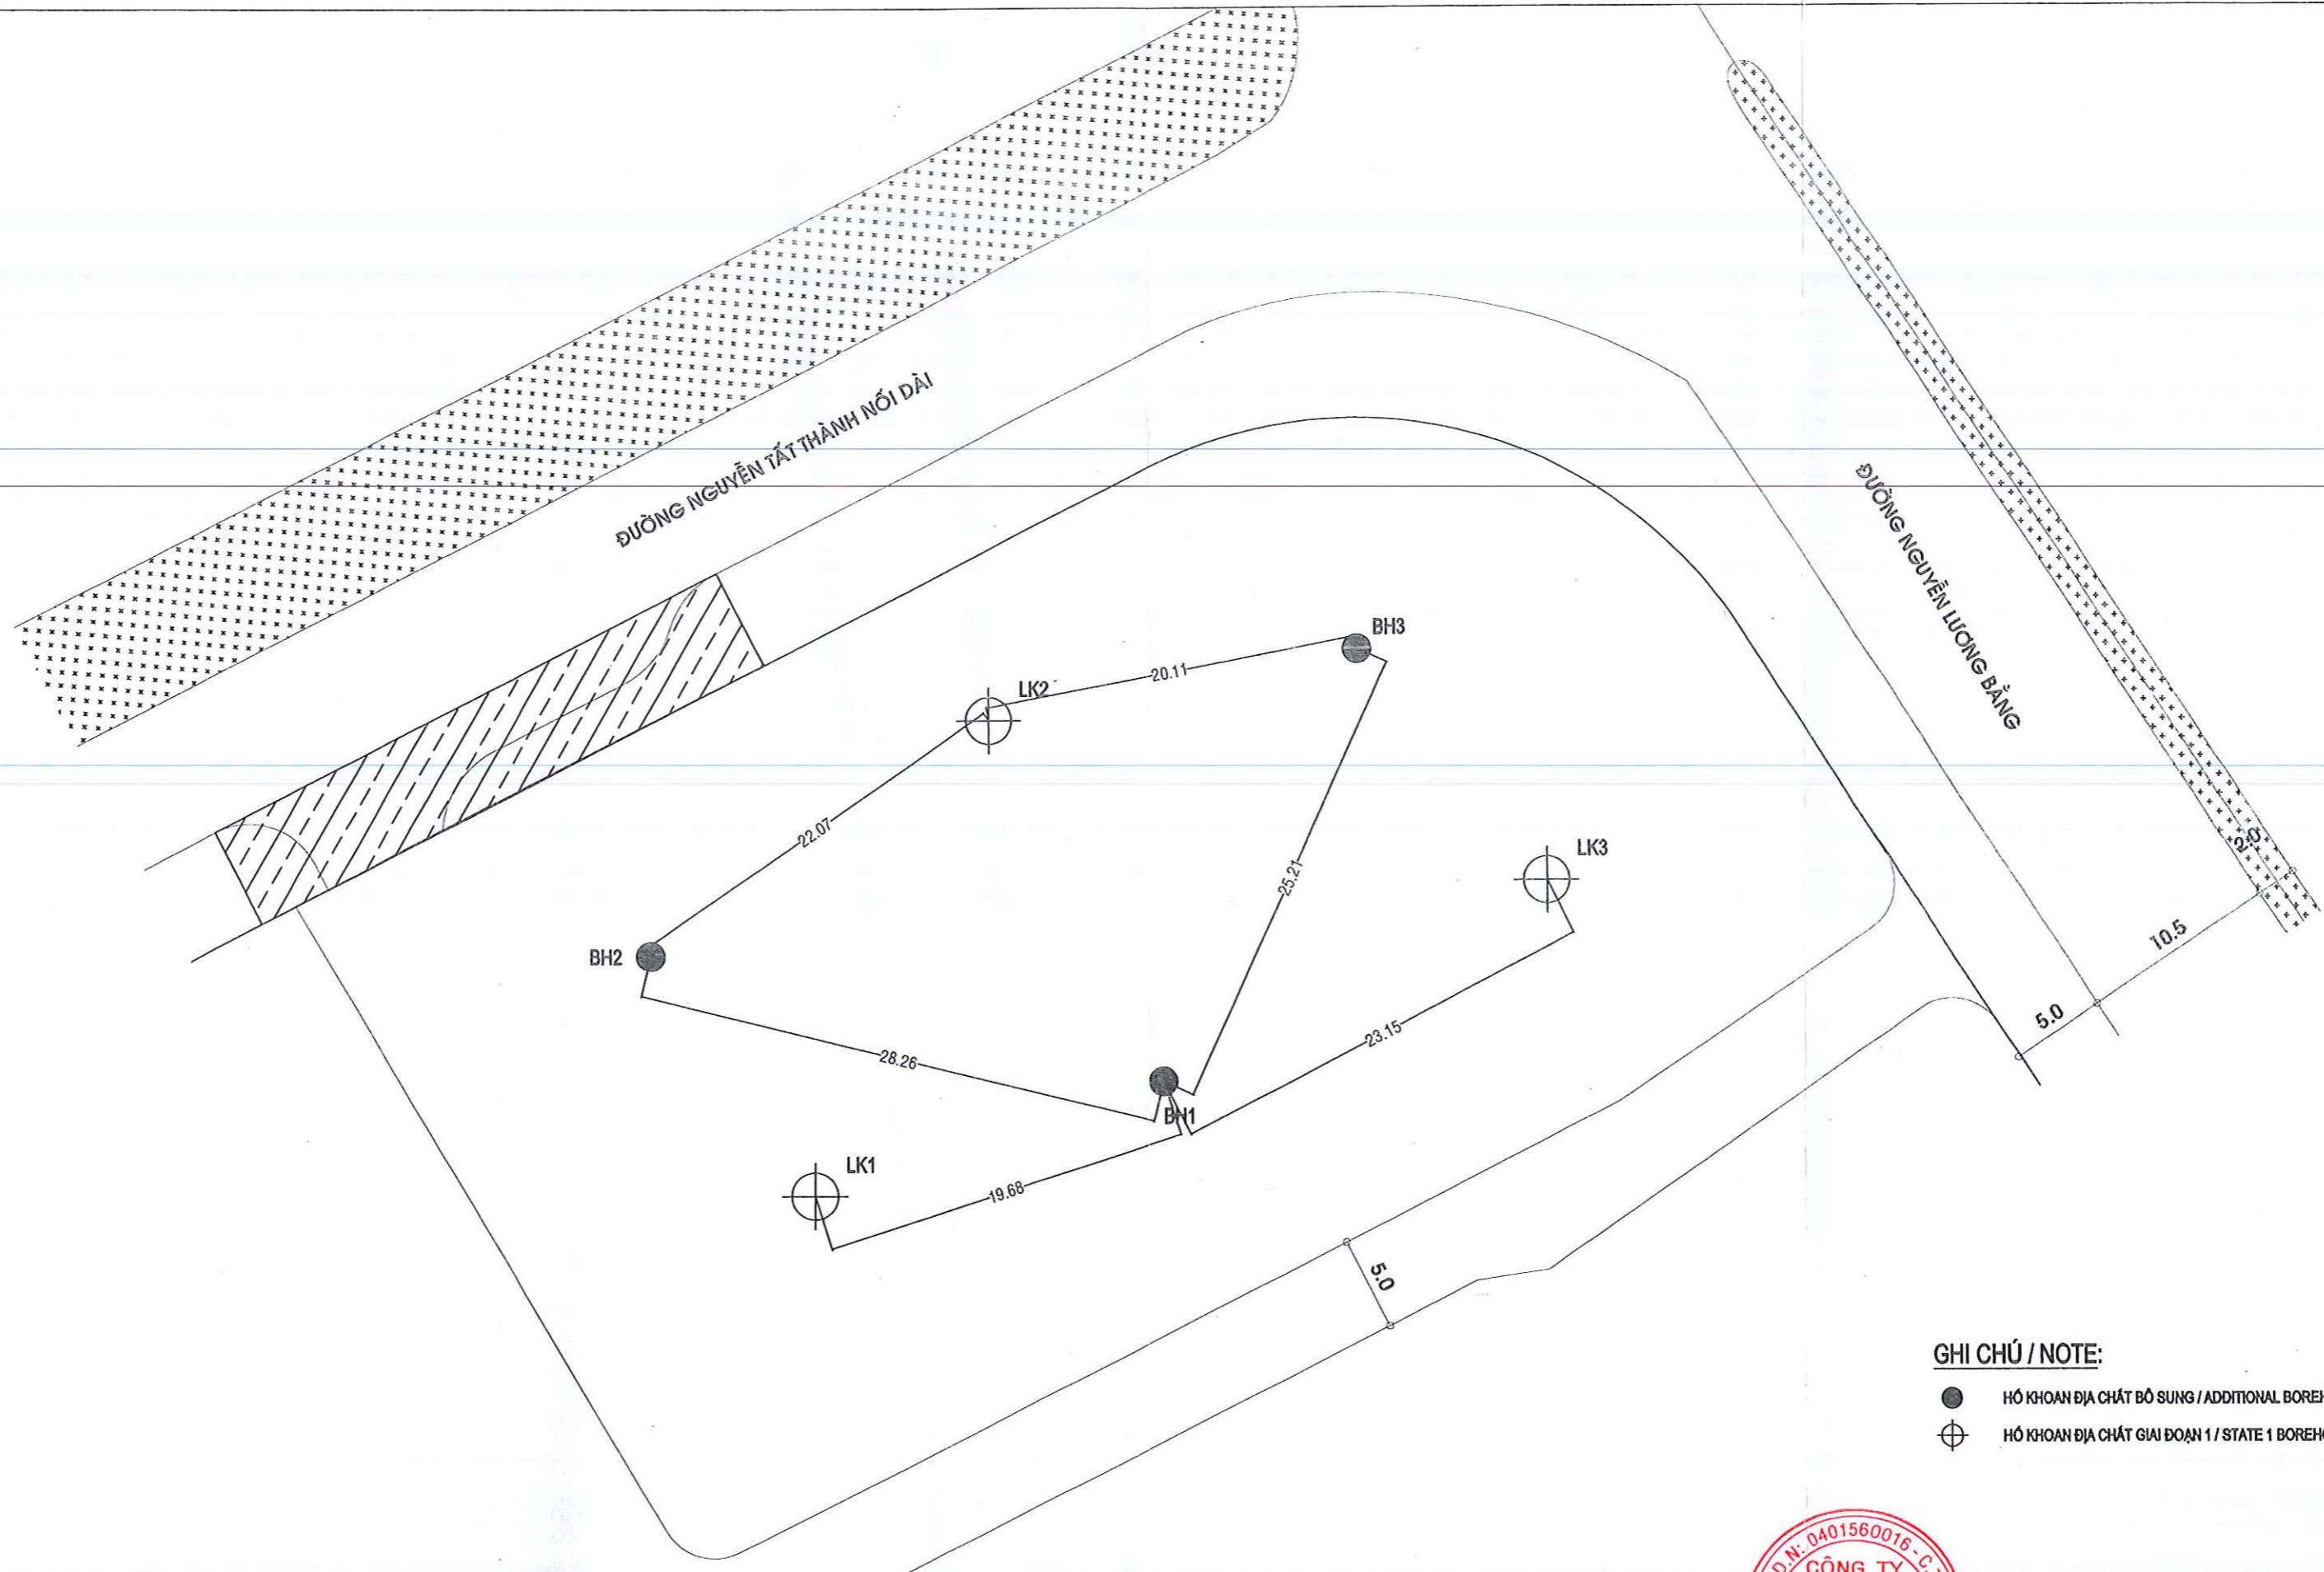 ĐƯỜNG NGUYỄN TẤT THÀNH NỐI DÀI
ĐƯỜNG NGUYỄN LƯƠNG BẰNG
BH3
20.11
LK2
22.07
25.21
LK3
2.0
10.5
5.0
BH2
28.26
23.15
BH1
LK1
19.68
5.0
GHI CHÚ / NOTE:
HỐ KHOAN ĐỊA CHẤT BỔ SUNG / ADDITIONAL
HỐ KHOAN ĐỊA CHẤT GIAI ĐOẠN 1 / STATE 1
D.N: 0401560016 - C.
CÔNG TY